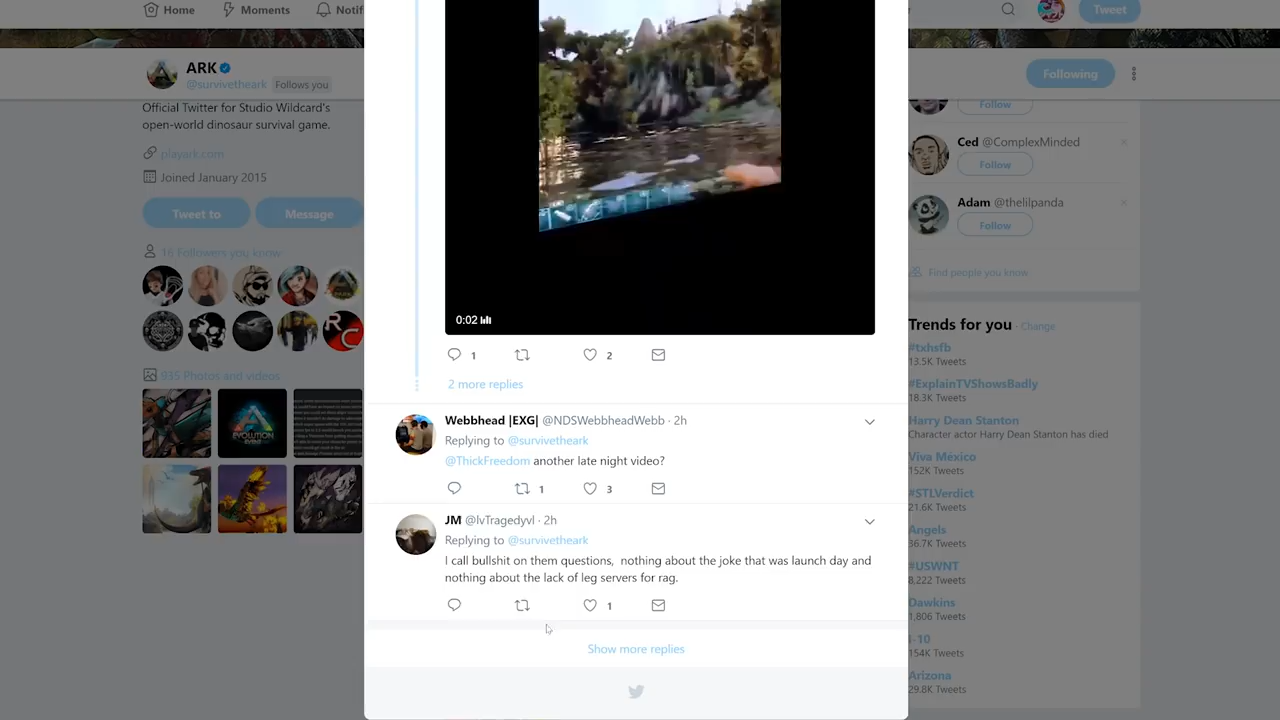 Home
Moments
Notif
Tweet
ARK
@survivetheark
Follows you
Following
Official Twitter for Studio Wildcard's
open-world dinosaur survival game.
playark.com
Joined January 2015
Tweet to
Message
16 Followers you know
935 Photos and videos
EVOLUTION
EVENT
0:02
1
2
2 more replies
Webbhead |EXG| @NDSWebbheadWebb · 2h
Replying to @survivetheark
@ThickFreedom another late night video?
1
3
JM @lvTragedyvl · 2h
Replying to @survivetheark
I call bullshit on them questions, nothing about the joke that was launch day and
nothing about the lack of leg servers for rag.
1
Show more replies
Follow
Ced @ComplexMinded
Follow
Adam @thelilpanda
Follow
Find people you know
Trends for you · Change
#txhsfb
13.5K Tweets
#ExplainTVShowsBadly
18.3K Tweets
Harry Dean Stanton
Character actor Harry Dean Stanton has died
Viva México
152K Tweets
#STLVerdict
21.6K Tweets
Angels
36.7K Tweets
#USWNT
8,222 Tweets
Dawkins
1,806 Tweets
I-10
154K Tweets
Arizona
29.8K Tweets